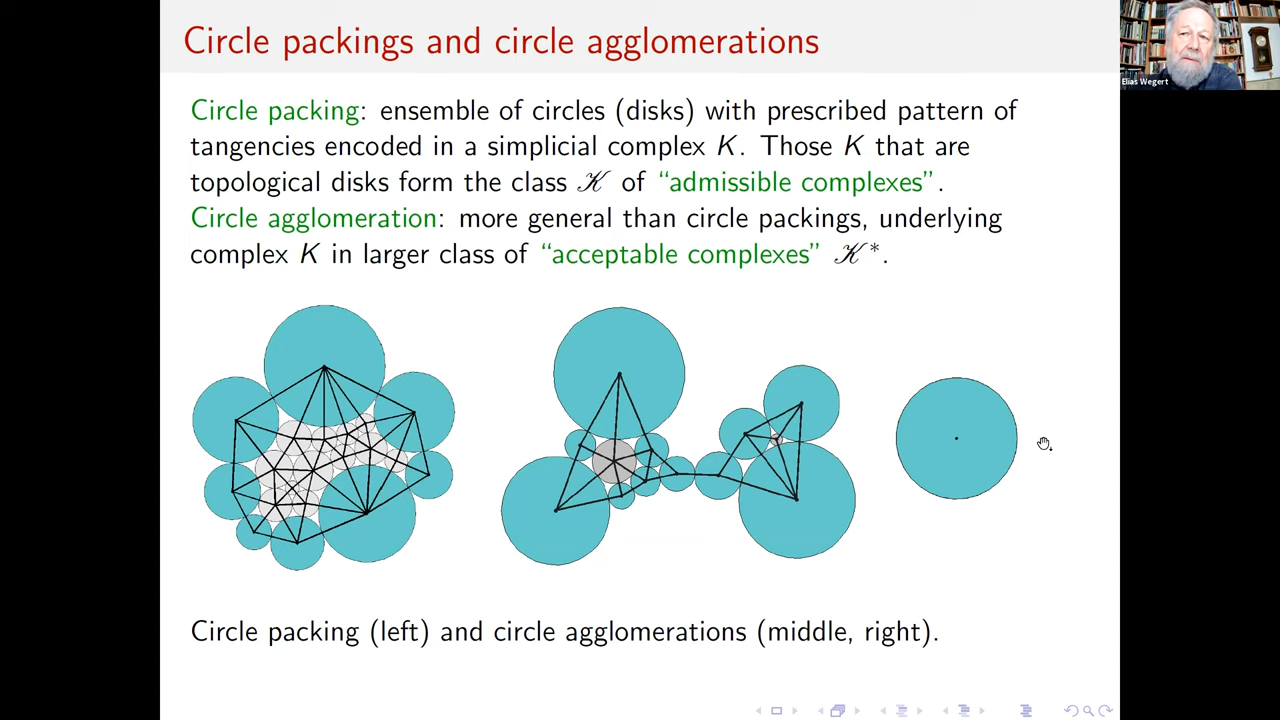 Circle packings and circle agglomerations
Elias Wegert
Circle packing: ensemble of circles (disks) with prescribed pattern of
tangencies encoded in a simplicial complex K. Those K that are
topological disks form the class 𝒦 of “admissible complexes”.
Circle agglomeration: more general than circle packings, underlying
complex K in larger class of “acceptable complexes” 𝒦*.
Circle packing (left) and circle agglomerations (middle, right).